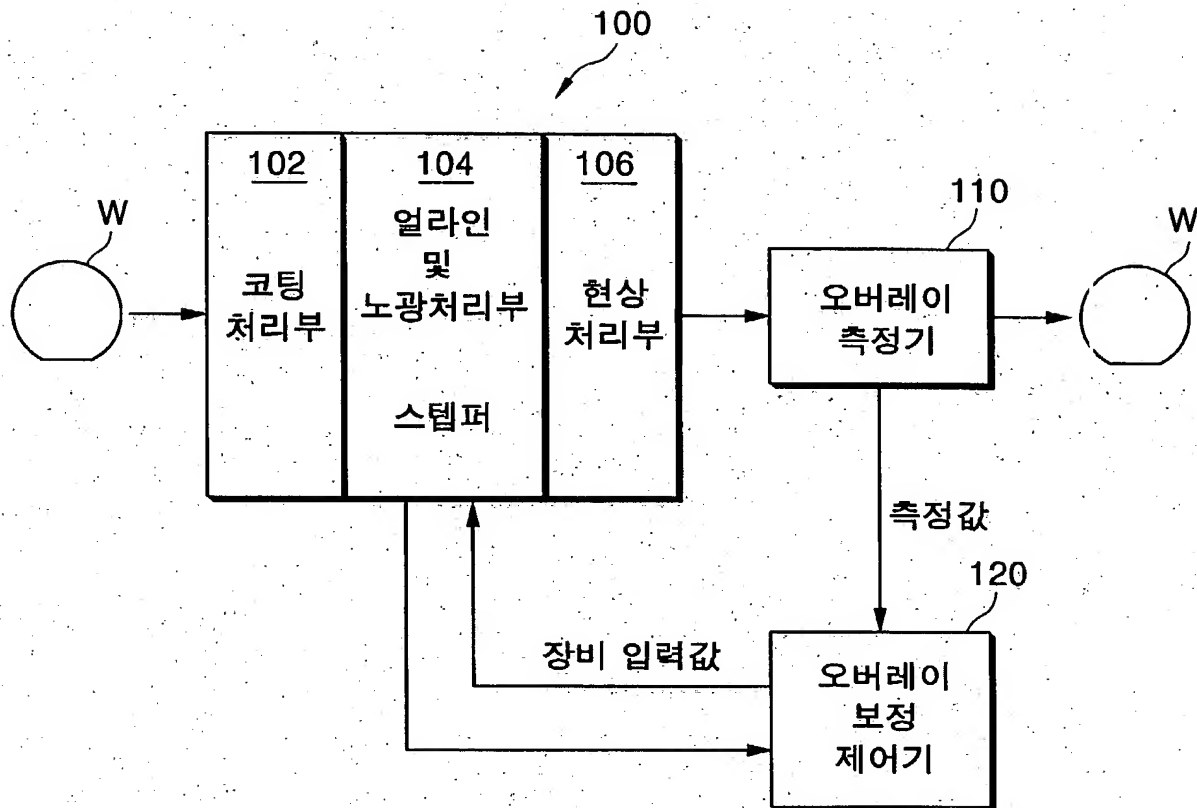 100
102
코팅
처리부
104
얼라인
및
노광처리부
스템퍼
106
현상
처리부
W
110
오버레이
측정기
W
측정값
120
장비 입력값
오버레이
보정
제어기